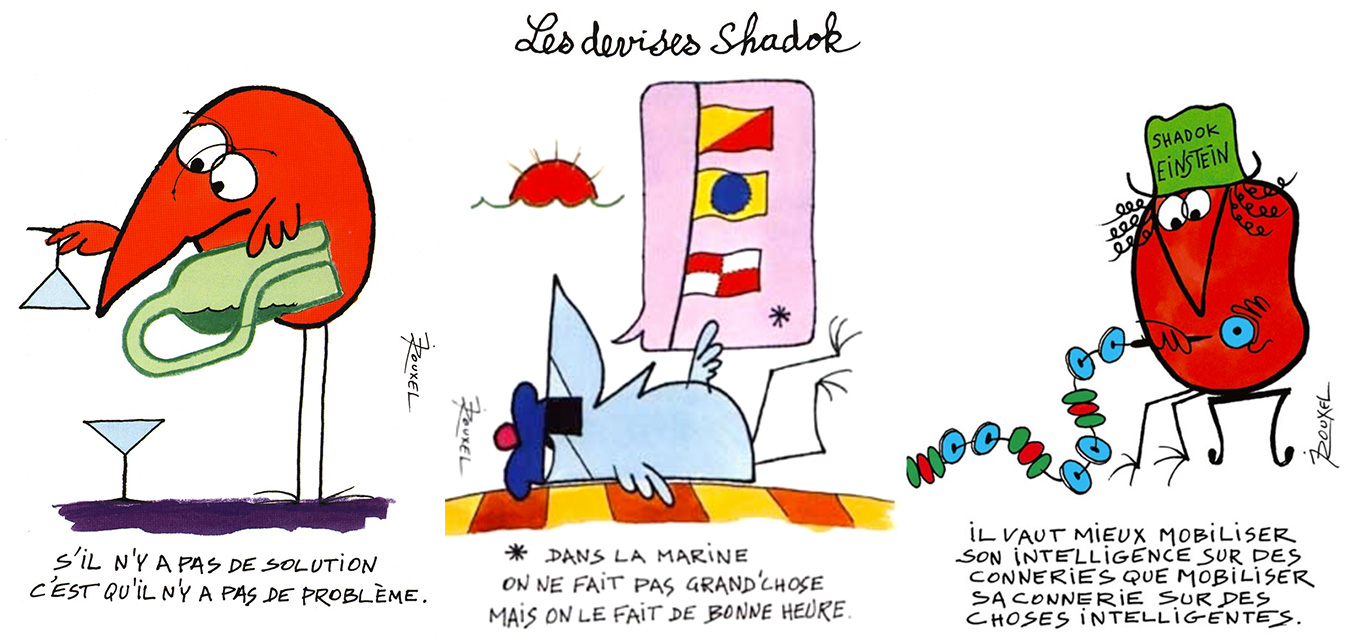 Les devises Shadok
ROUXEL
S'IL N'Y A PAS DE SOLUTION
C'EST QU'IL N'Y A PAS DE PROBLÈME.
*
ROUXEL
* DANS LA MARINE
ON NE FAIT PAS GRAND'CHOSE
MAIS ON LE FAIT DE BONNE HEURE.
SHADOK
EINSTEIN
ROUXEL
IL VAUT MIEUX MOBILISER
SON INTELLIGENCE SUR DES
CONNERIES QUE MOBILISER
SA CONNERIE SUR DES
CHOSES INTELLIGENTES.